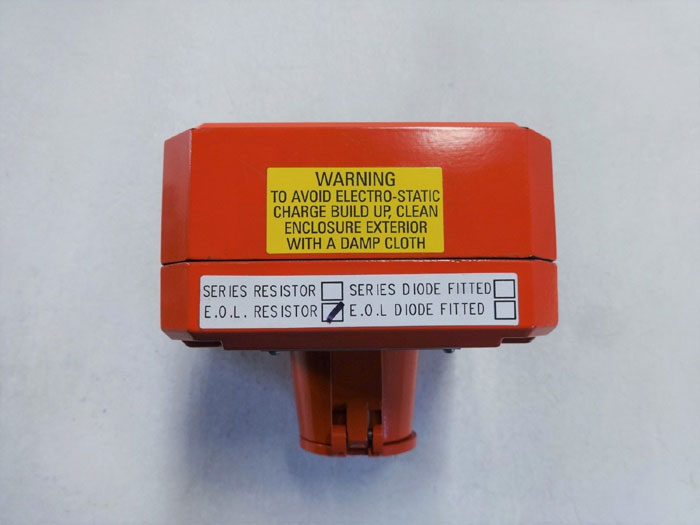 WARNING
TO AVOID ELECTRO-STATIC
CHARGE BUILD UP, CLEAN
ENCLOSURE EXTERIOR
WITH A DAMP CLOTH
SERIES RESISTOR SERIES DIODE FITTED
E.O.L. RESISTOR E.O.L DIODE FITTED